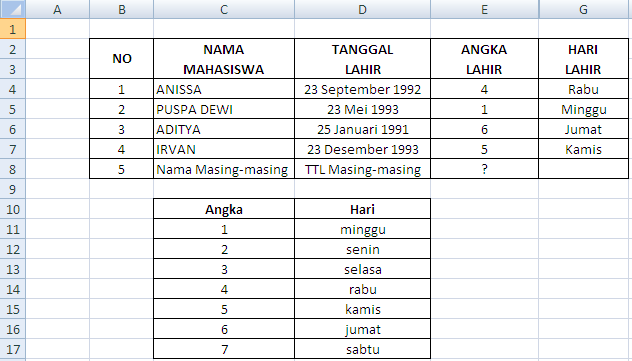 A B C D E G
1
2 NO NAMA TANGGAL ANGKA HARI
3 MAHASISWA LAHIR LAHIR LAHIR
4 1 ANISSA 23 September 1992 4 Rabu
5 2 PUSPA DEWI 23 Mei 1993 1 Minggu
6 3 ADITYA 25 Januari 1991 6 Jumat
7 4 IRVAN 23 Desember 1993 5 Kamis
8 5 Nama Masing-masing TTL Masing-masing ?
9
10 Angka Hari
11 1 minggu
12 2 senin
13 3 selasa
14 4 rabu
15 5 kamis
16 6 jumat
17 7 sabtu